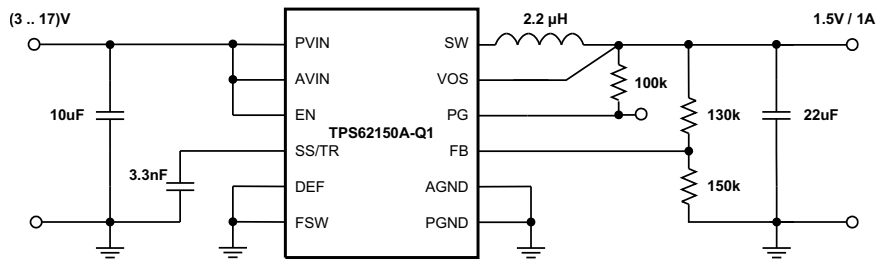 (3 .. 17)V
2.2 µH
1.5V / 1A
PVIN
SW
AVIN
VOS
100k
10uF
EN
PG
130k
22uF
TPS62150A-Q1
SS/TR
FB
3.3nF
DEF
AGND
150k
FSW
PGND